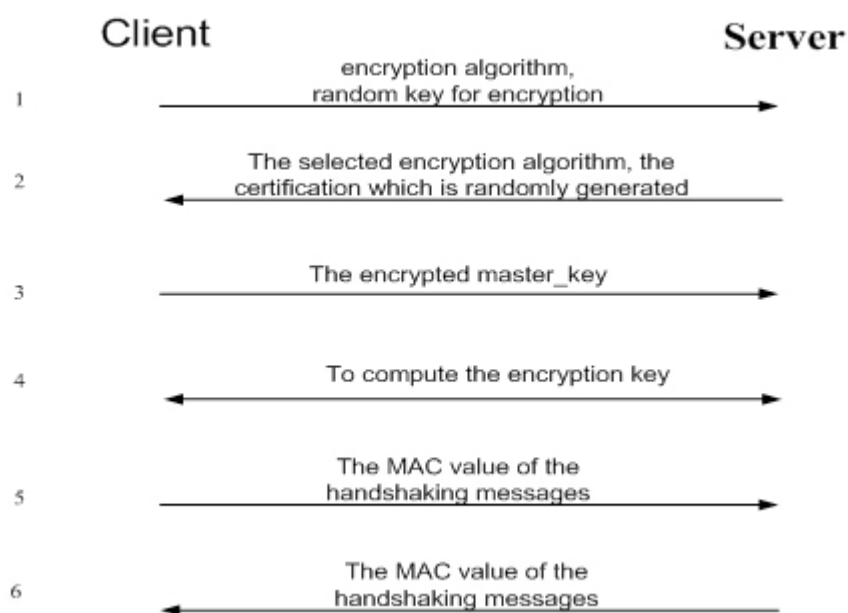 Client
Server
encryption algorithm,
1
random key for encryption
The selected encryption algorithm, the
2
certification which is randomly generated
The encrypted master_key
3
To compute the encryption key
4
The MAC value of the
5
handshaking messages
The MAC value of the
6
handshaking messages